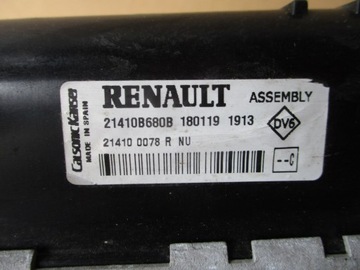 CalsonicKansei
MADE IN SPAIN
RENAULT
ASSEMBLY
21410B680B 180119 1913
DV6
21410 0078 R NU
--C